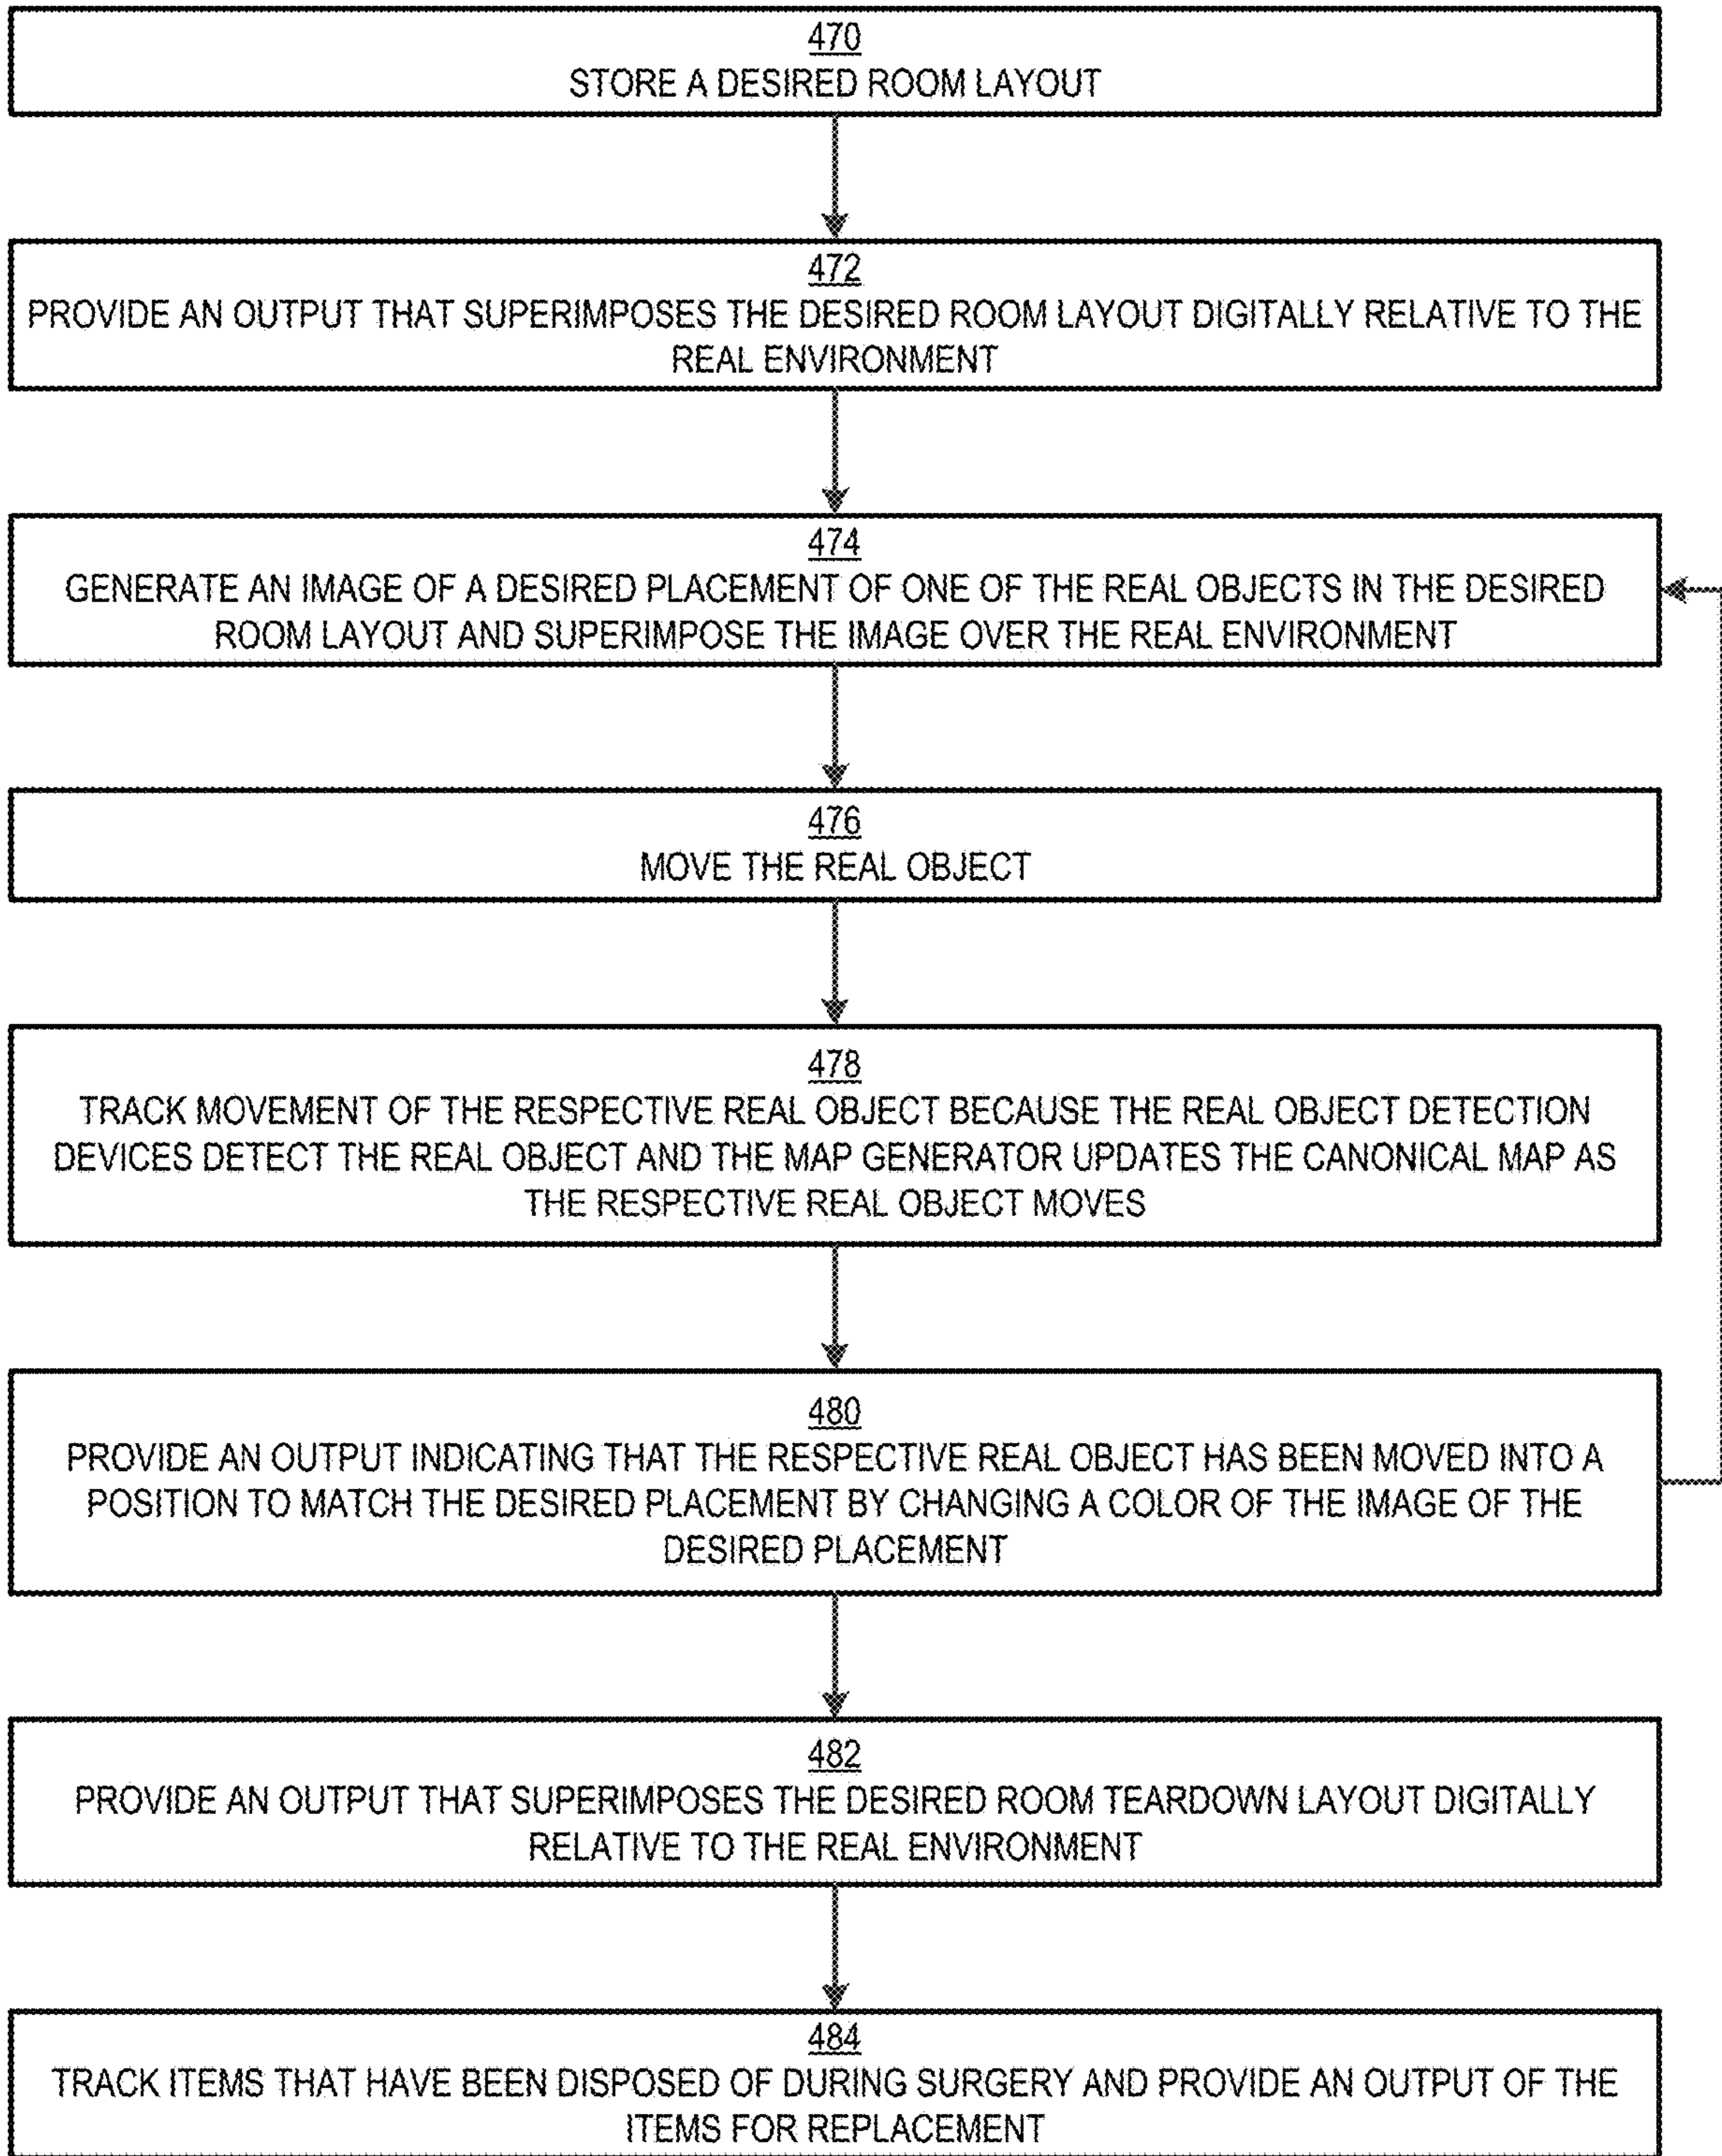 470
STORE A DESIRED ROOM LAYOUT
472
PROVIDE AN OUTPUT THAT SUPERIMPOSES THE DESIRED ROOM LAYOUT DIGITALLY RELATIVE TO THE
REAL ENVIRONMENT
474
GENERATE AN IMAGE OF A DESIRED PLACEMENT OF ONE OF THE REAL OBJECTS IN THE DESIRED
ROOM LAYOUT AND SUPERIMPOSE THE IMAGE OVER THE REAL ENVIRONMENT
476
MOVE THE REAL OBJECT
478
TRACK MOVEMENT OF THE RESPECTIVE REAL OBJECT BECAUSE THE REAL OBJECT DETECTION
DEVICES DETECT THE REAL OBJECT AND THE MAP GENERATOR UPDATES THE CANONICAL MAP AS
THE RESPECTIVE REAL OBJECT MOVES
480
PROVIDE AN OUTPUT INDICATING THAT THE RESPECTIVE REAL OBJECT HAS BEEN MOVED INTO A
POSITION TO MATCH THE DESIRED PLACEMENT BY CHANGING A COLOR OF THE IMAGE OF THE
DESIRED PLACEMENT
482
PROVIDE AN OUTPUT THAT SUPERIMPOSES THE DESIRED ROOM TEARDOWN LAYOUT DIGITALLY
RELATIVE TO THE REAL ENVIRONMENT
484
TRACK ITEMS THAT HAVE BEEN DISPOSED OF DURING SURGERY AND PROVIDE AN OUTPUT OF THE
ITEMS FOR REPLACEMENT